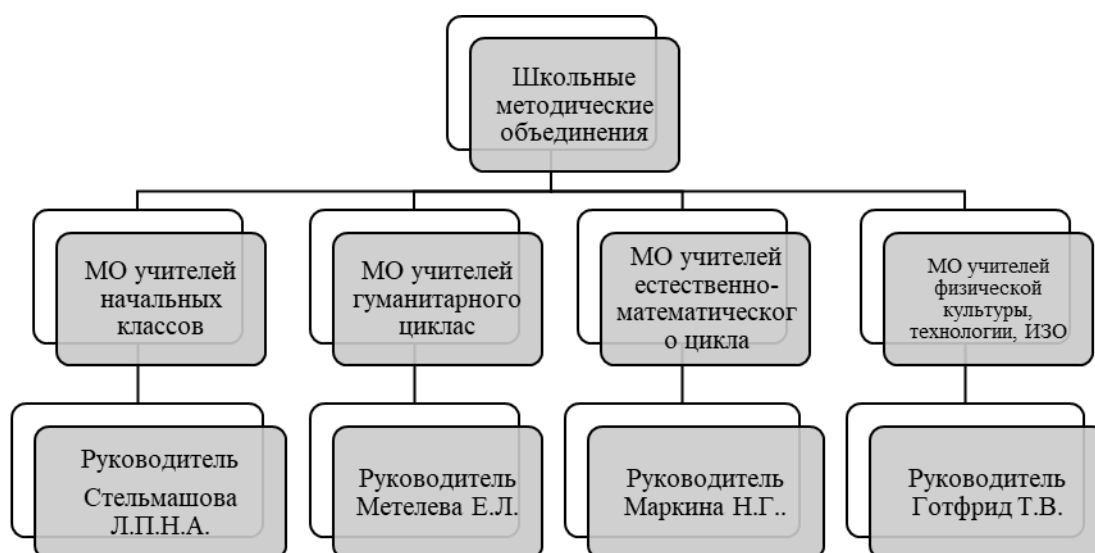 Школьные
методические
объединения
МО учителей
начальных
классов
МО учителей
гуманитарного
циклас
МО учителей
естественно-
математическог
о цикла
МО учителей
физической
культуры,
технологии, ИЗО
Руководитель
Стельмашова
Л.П.Н.А.
Руководитель
Метелева Е.Л.
Руководитель
Маркина Н.Г..
Руководитель
Готфрид Т.В.